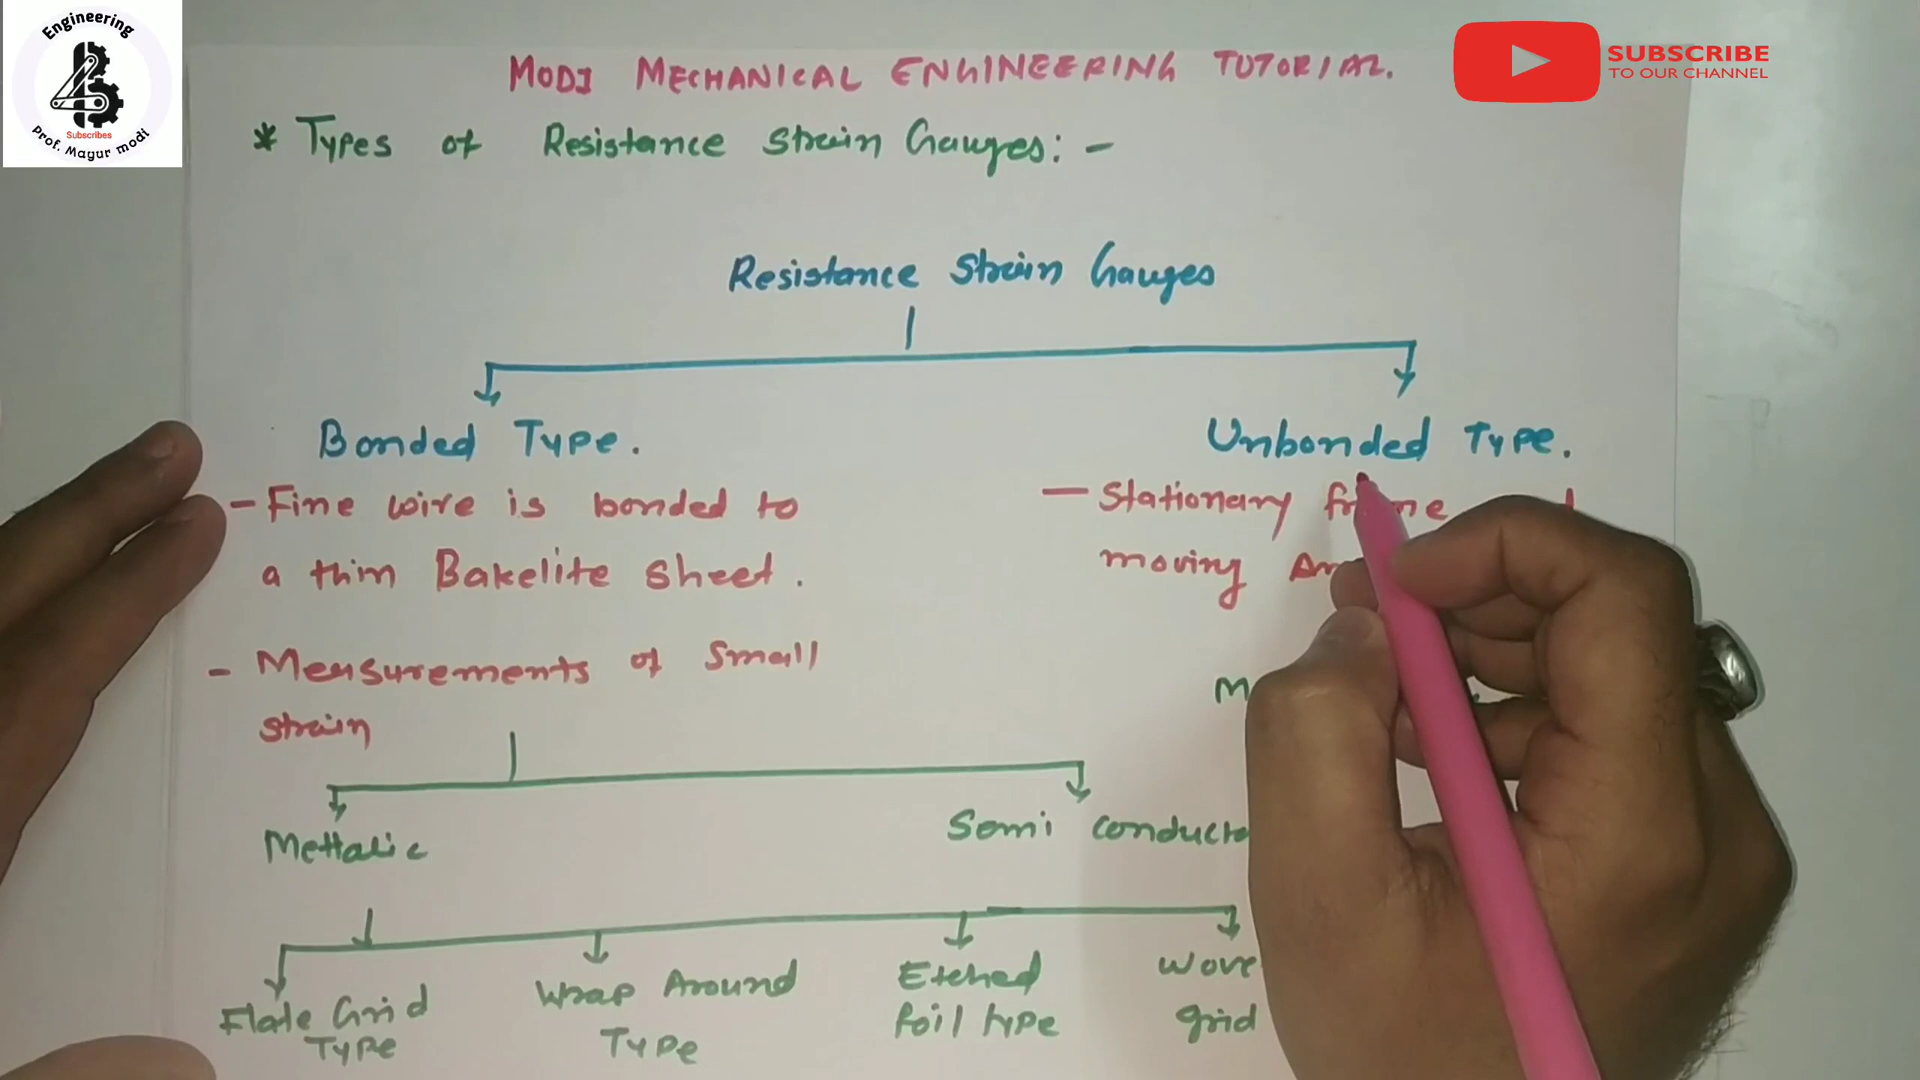 Engineering
Subscribes
Prof. Mayur modi
SUBSCRIBE
TO OUR CHANNEL
MODI MECHANICAL ENGINEERING TUTORIAL.
* Types of Resistance Strain Gauges: -
Resistance Strain Gauges
Bonded Type.
Unbonded Type.
- Fine wire is bonded to
a thin Bakelite sheet.
- Measurements of Small
strain
- Stationary
moving
Mettalic
Semi
Flate Grid
Type
Wrap Around
Type
Etched
foil type
grid